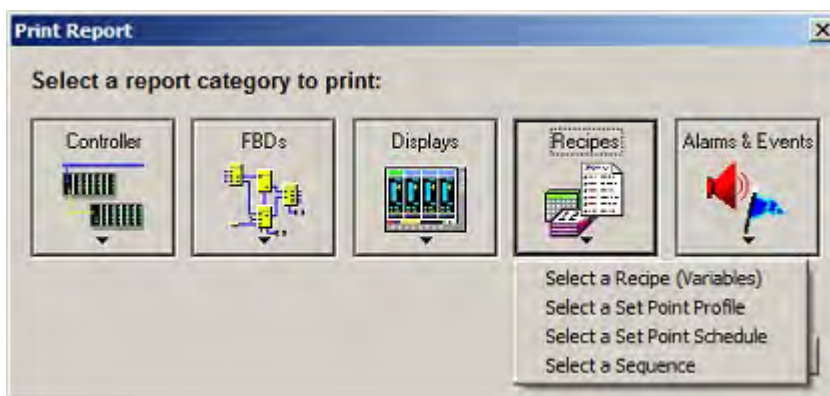 Print Report
Select a report category to print:
Controller
FBDs
Displays
Recipes
Alarms & Events
Select a Recipe (Variables)
Select a Set Point Profile
Select a Set Point Schedule
Select a Sequence